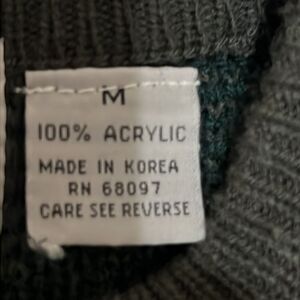 M
100% ACRYLIC
MADE IN KOREA
RN 68097
CARE SEE REVERSE